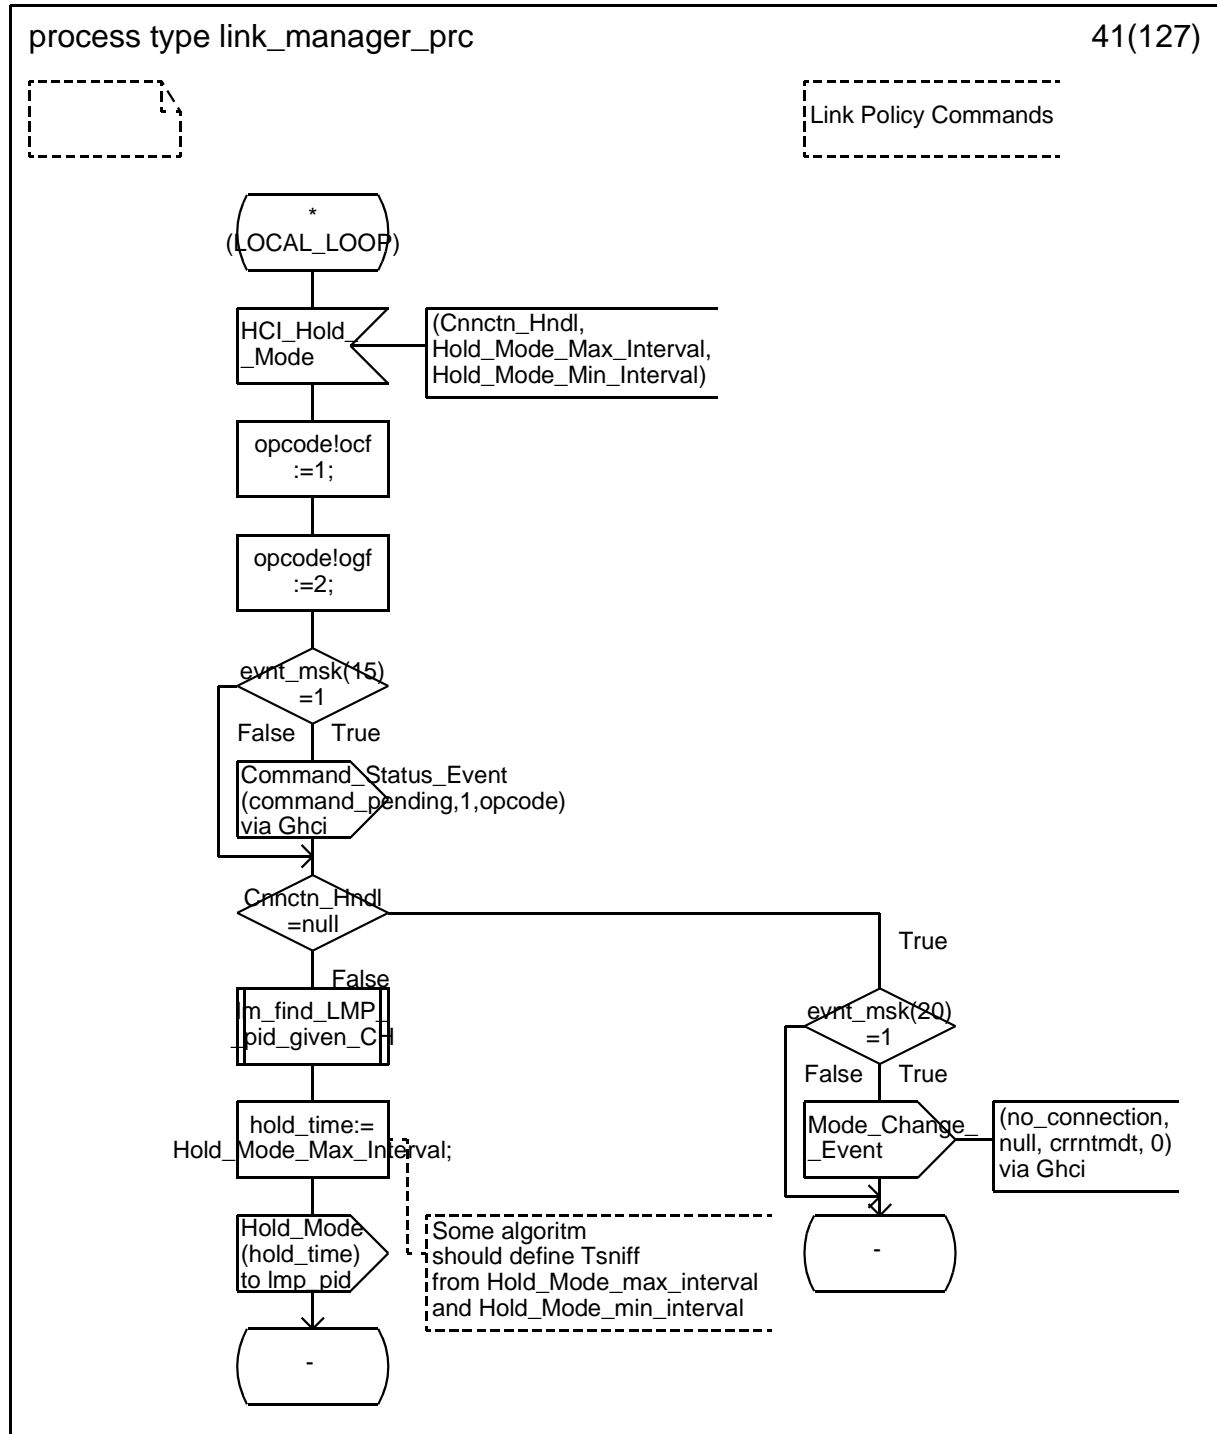 process type link_manager_prc
41(127)
Link Policy Commands
*
(LOCAL_LOOP)
HCI_Hold_
_Mode
(Cnnctn_Hndl,
Hold_Mode_Max_Interval,
Hold_Mode_Min_Interval)
opcode!ocf
:=1;
opcode!ogf
:=2;
evnt_msk(15)
=1
False
True
Command_Status_Event
(command_pending,1,opcode)
via Ghci
Cnnctn_Hndl
=null
True
False
lm_find_LMP_
_pid_given_CH
evnt_msk(20)
=1
False
True
hold_time:=
Hold_Mode_Max_Interval;
Mode_Change_
_Event
(no_connection,
null, crrntmdt, 0)
via Ghci
Hold_Mode
(hold_time)
to lmp_pid
Some algoritm
should define Tsniff
from Hold_Mode_max_interval
and Hold_Mode_min_interval
-
-